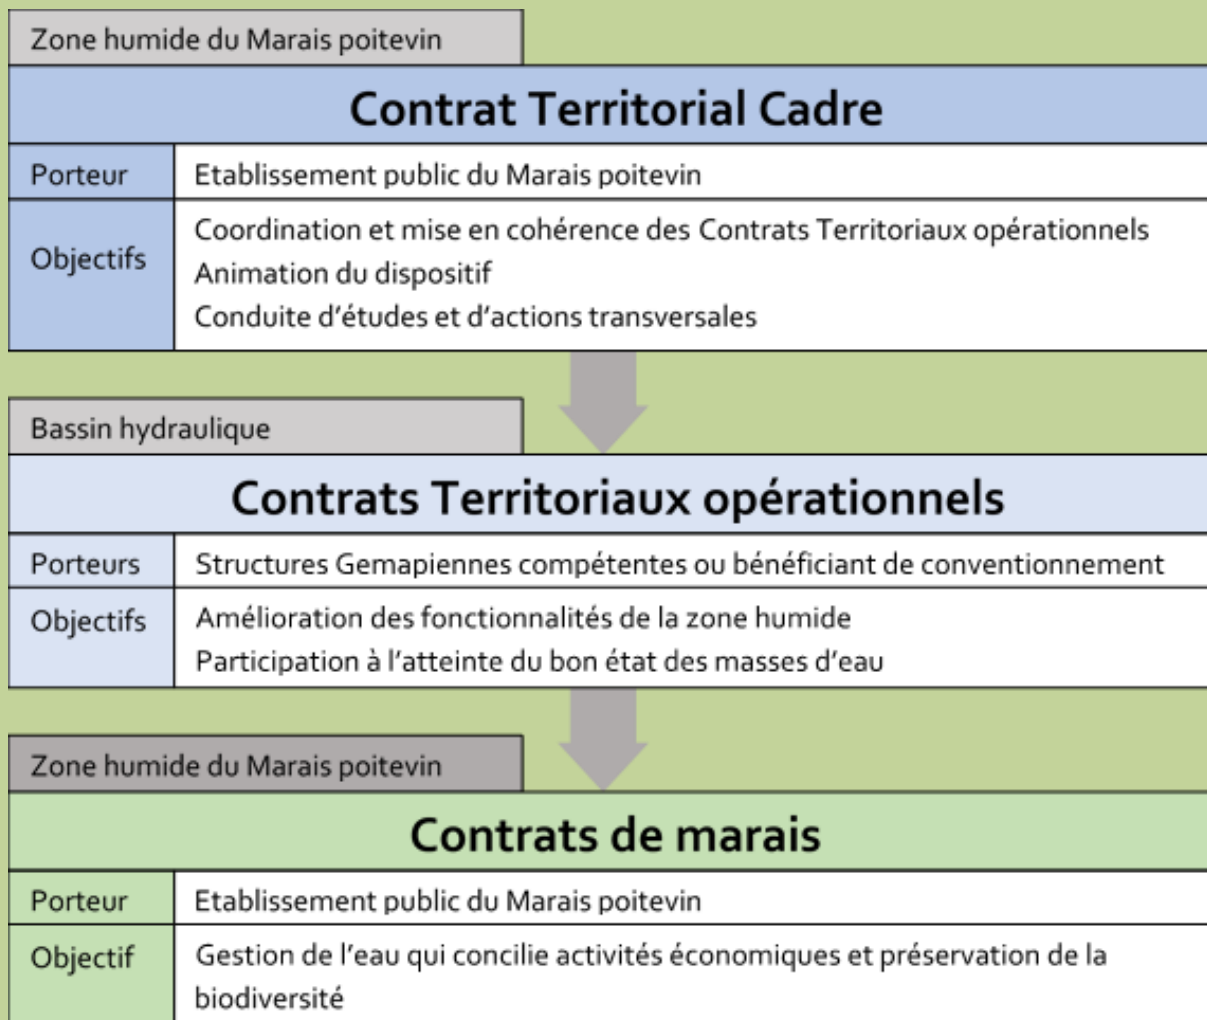 Zone humide du Marais poitevin
Contrat Territorial Cadre
Porteur
Etablissement public du Marais poitevin
Objectifs
Coordination et mise en cohérence des Contrats Territoriaux opérationnels
Animation du dispositif
Conduite d'études et d'actions transversales
Bassin hydraulique
Contrats Territoriaux opérationnels
Porteurs
Structures Gemapiennes compétentes ou bénéficiant de conventionnement
Objectifs
Amélioration des fonctionnalités de la zone humide
Participation à l'atteinte du bon état des masses d'eau
Zone humide du Marais poitevin
Contrats de marais
Porteur
Etablissement public du Marais poitevin
Objectif
Gestion de l'eau qui concilie activités économiques et préservation de la
biodiversité